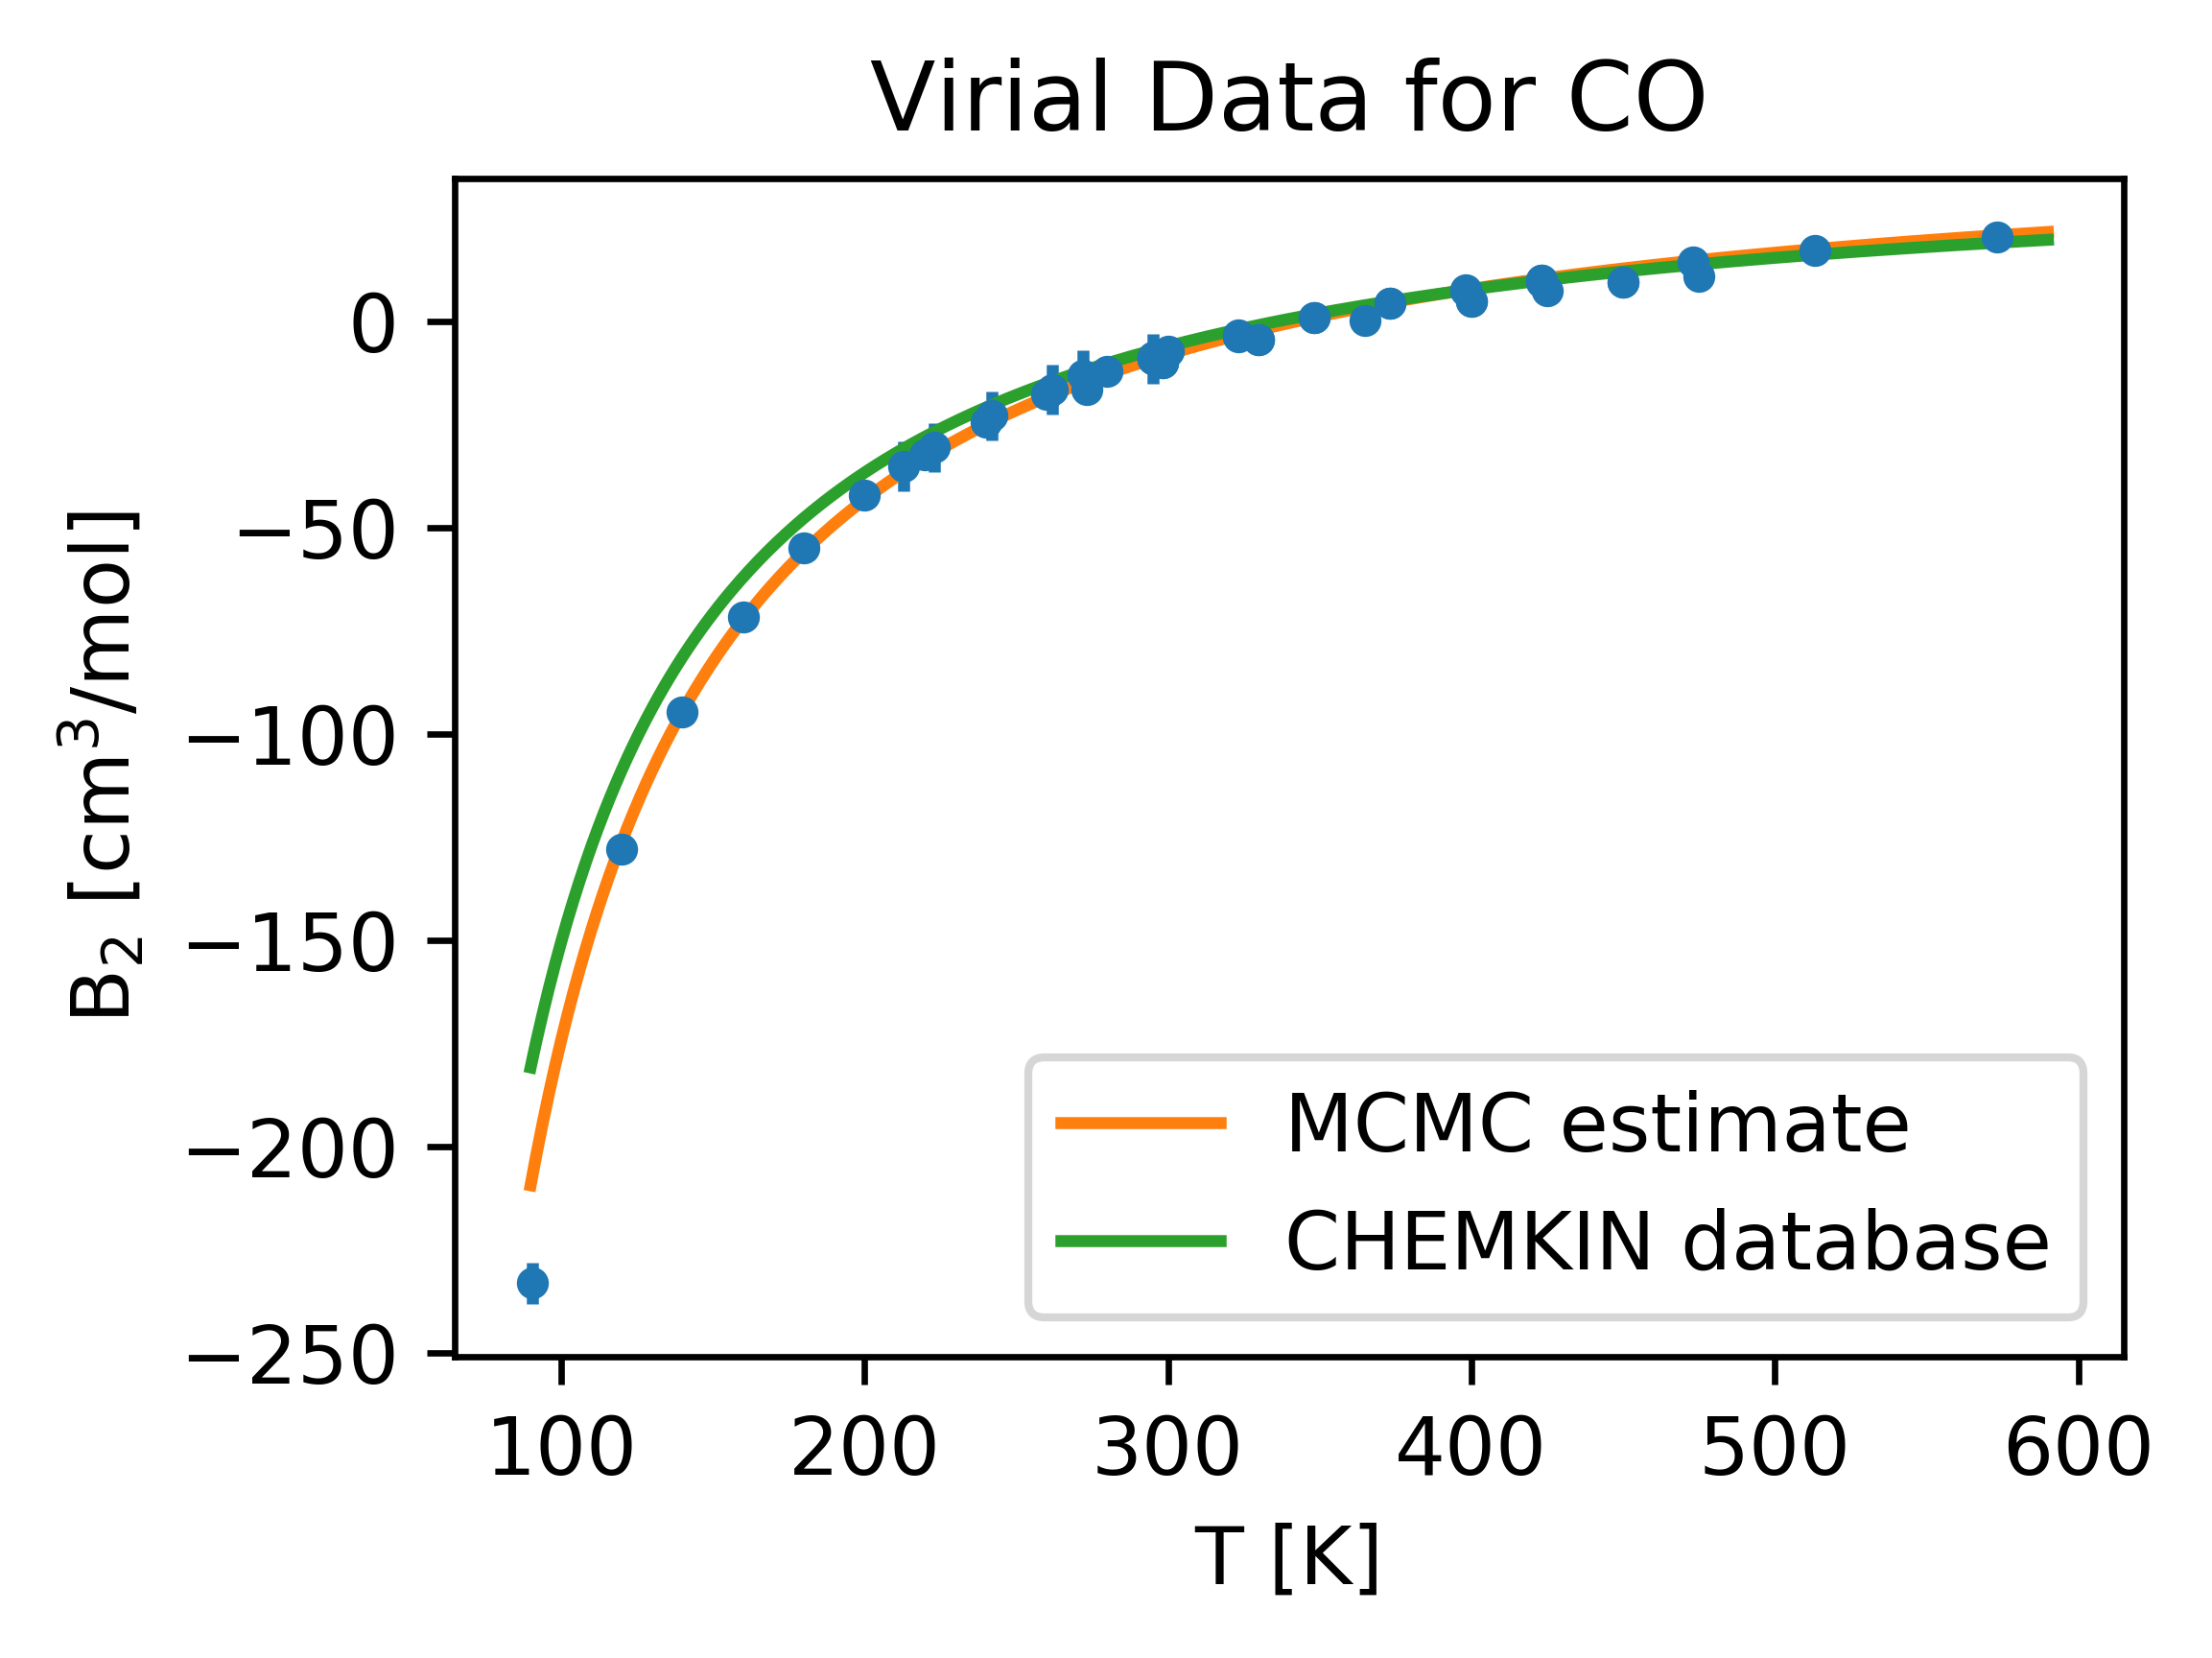 Virial Data for CO
B₂ [cm³/mol]
0
−50
−100
−150
−200
−250
MCMC estimate
CHEMKIN database
100 200 300 400 500 600
T [K]